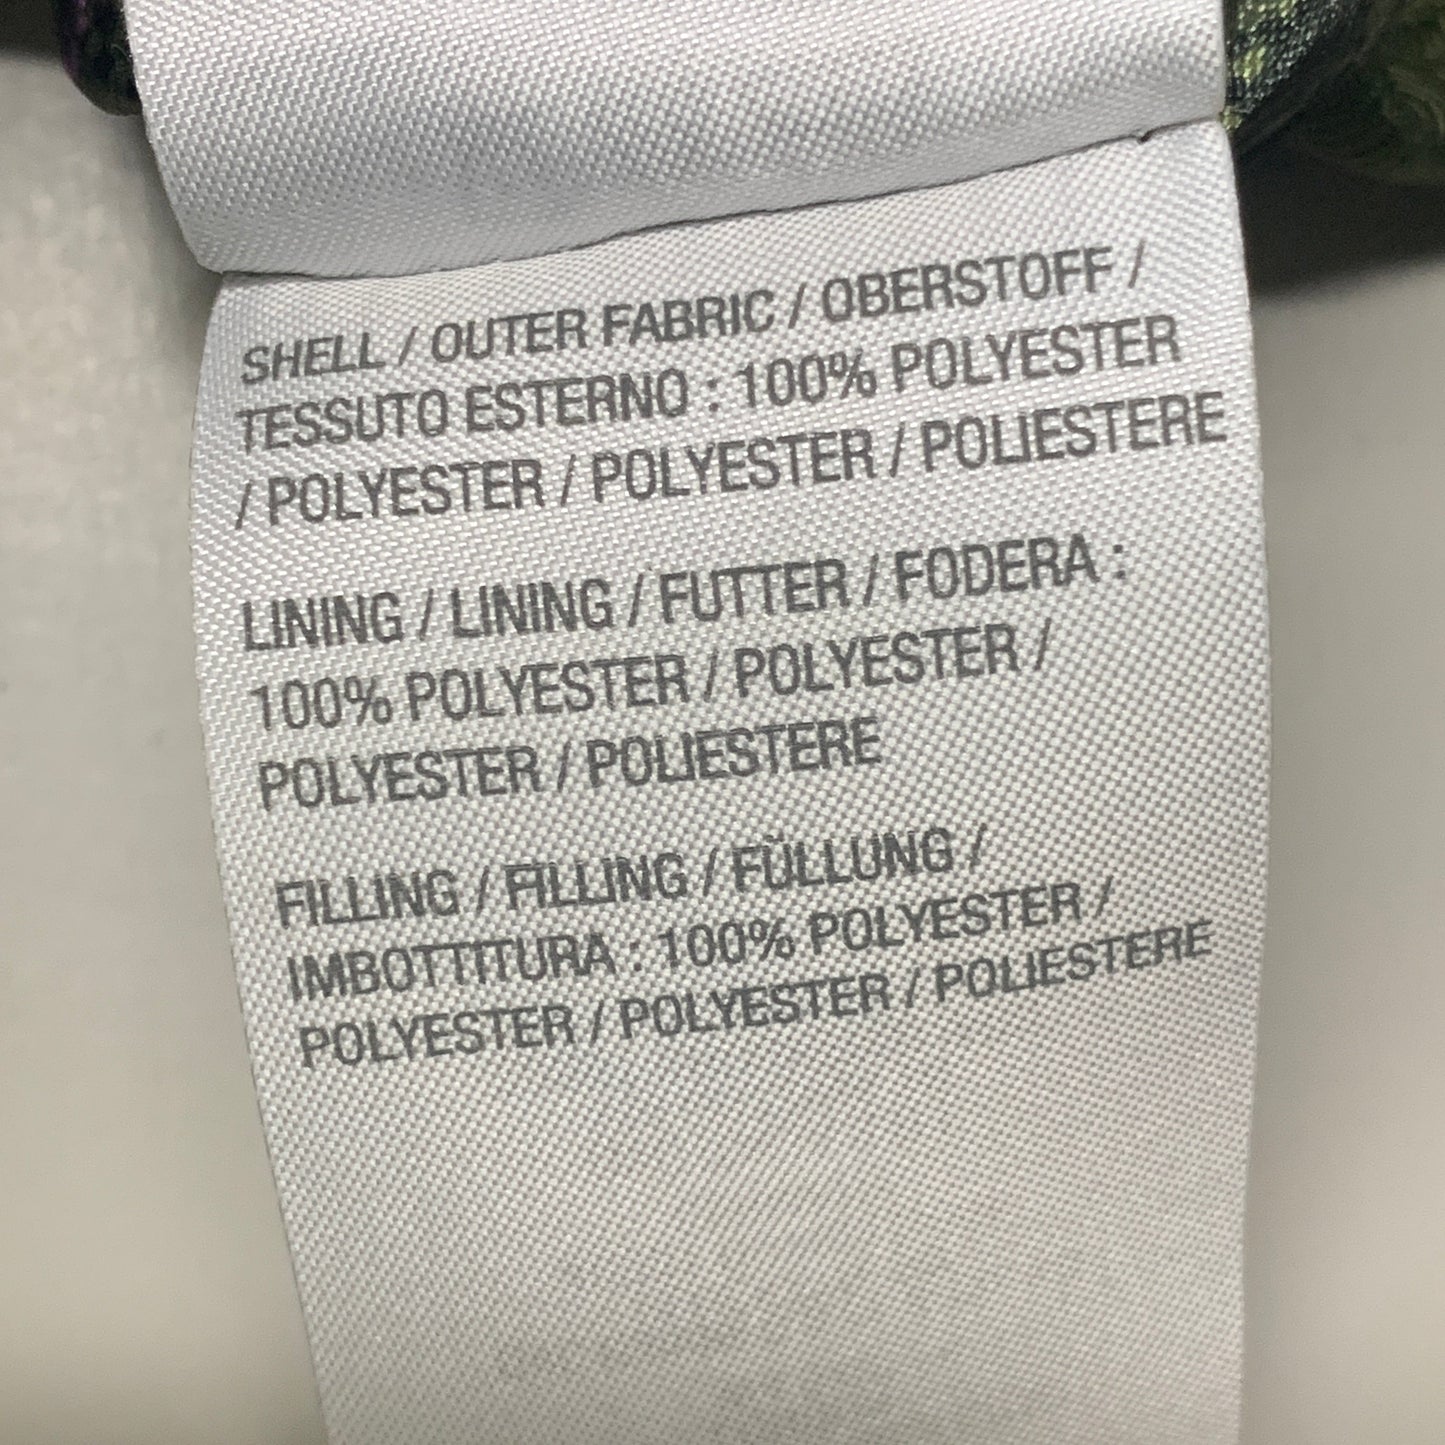 SHELL / OUTER FABRIC / OBERSTOFF /
TESSUTO ESTERNO : 100% POLYESTER
/ POLYESTER / POLYESTER / POLIESTERE
LINING / LINING / FUTTER / FODERA :
100% POLYESTER / POLYESTER /
POLYESTER / POLIESTERE
FILLING / FILLING / FÜLLUNG /
IMBOTTITURA : 100% POLYESTER /
POLYESTER / POLYESTER / POLIESTERE